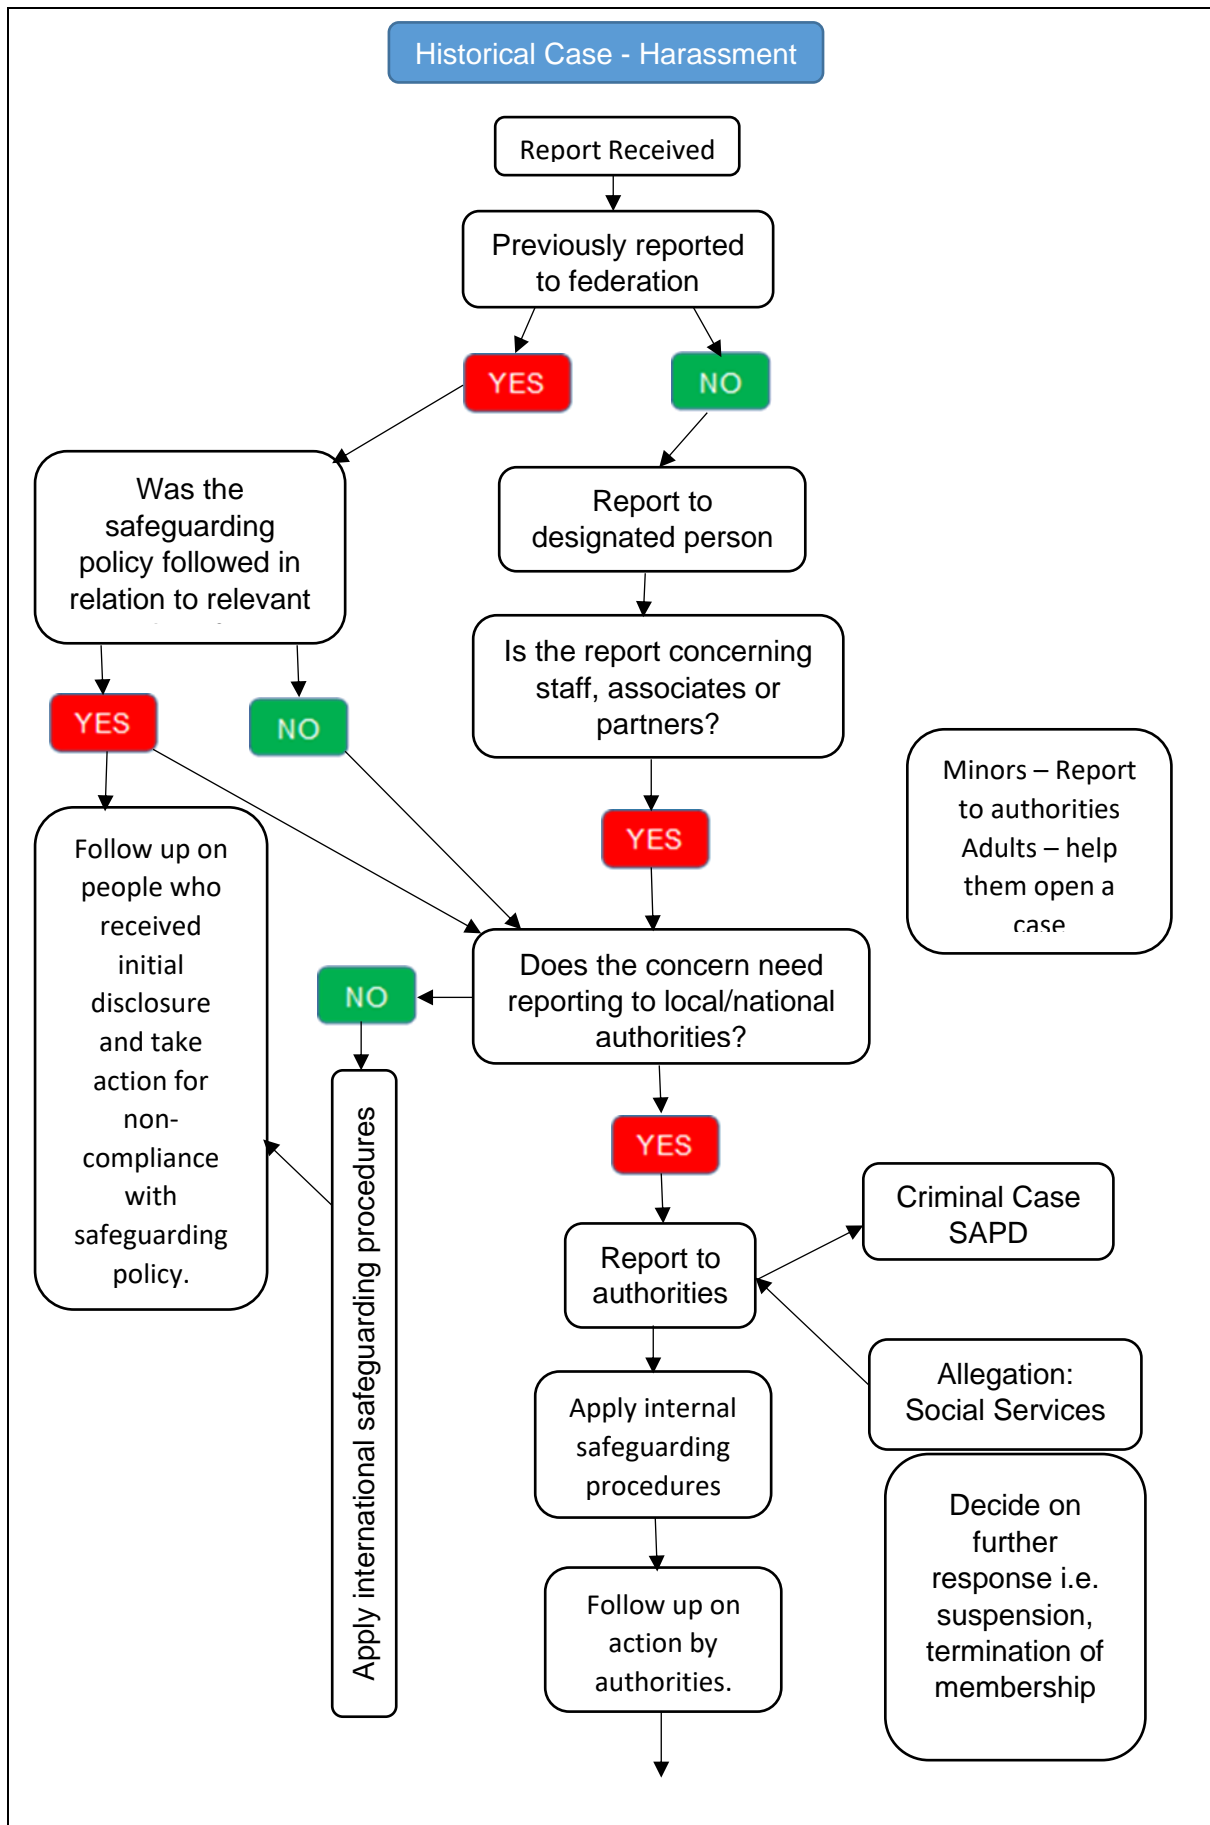 Historical Case - Harassment
Report Received
Previously reported
to federation
YES
NO
Was the
safeguarding
policy followed in
relation to relevant
Report to
designated person
Is the report concerning
staff, associates or
partners?
YES
NO
YES
Minors – Report
to authorities
Adults – help
them open a
case
Follow up on
people who
received
initial
disclosure
and take
action for
non-
compliance
with
safeguarding
policy.
Does the concern need
reporting to local/national
authorities?
NO
Apply international safeguarding procedures
YES
Report to
authorities
Criminal Case
SAPD
Allegation:
Social Services
Apply internal
safeguarding
procedures
Decide on
further
response i.e.
suspension,
termination of
membership
Follow up on
action by
authorities.